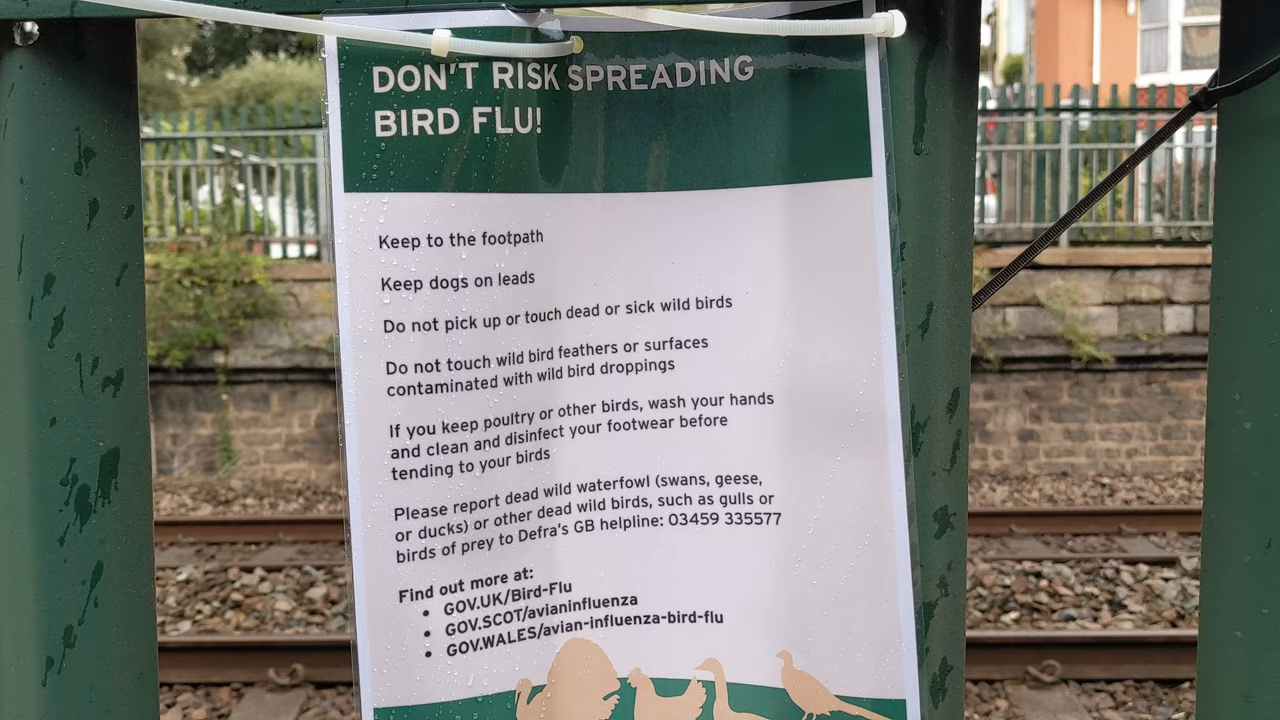 DON'T RISK SPREADING
BIRD FLU!
Keep to the footpath
Keep dogs on leads
Do not pick up or touch dead or sick wild birds
Do not touch wild bird feathers or surfaces
contaminated with wild bird droppings
If you keep poultry or other birds, wash your hands
and clean and disinfect your footwear before
tending to your birds
Please report dead wild waterfowl (swans, geese,
or ducks) or other dead wild birds, such as gulls or
birds of prey to Defra's GB helpline: 03459 335577
Find out more at:
• GOV.UK/Bird-Flu
• GOV.SCOT/avianinfluenza
• GOV.WALES/avian-influenza-bird-flu